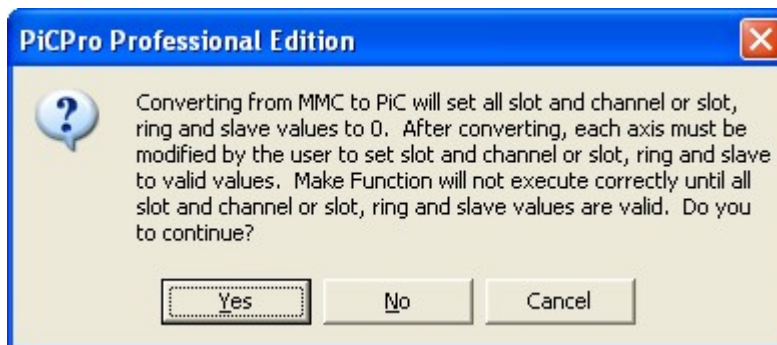 PiCPro Professional Edition
Converting from MMC to PiC will set all slot and channel or slot,
ring and slave values to 0. After converting, each axis must be
modified by the user to set slot and channel or slot, ring and slave
to valid values. Make Function will not execute correctly until all
slot and channel or slot, ring and slave values are valid. Do you
to continue?
Yes No Cancel